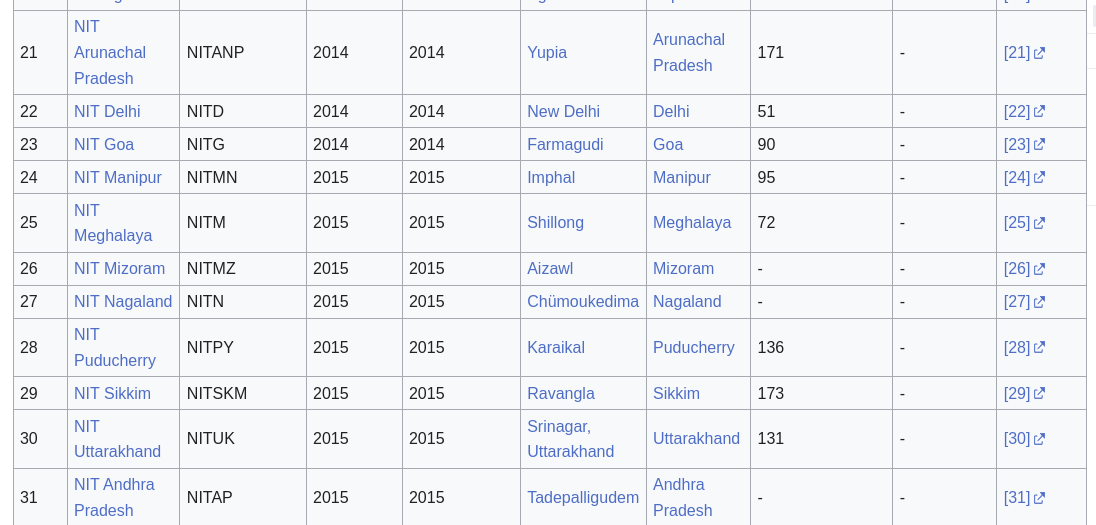 21 NIT Arunachal Pradesh NITANP 2014 2014 Yupia Arunachal Pradesh 171 - [21]
22 NIT Delhi NITD 2014 2014 New Delhi Delhi 51 - [22]
23 NIT Goa NITG 2014 2014 Farmagudi Goa 90 - [23]
24 NIT Manipur NITMN 2015 2015 Imphal Manipur 95 - [24]
25 NIT Meghalaya NITM 2015 2015 Shillong Meghalaya 72 - [25]
26 NIT Mizoram NITMZ 2015 2015 Aizawl Mizoram - - [26]
27 NIT Nagaland NITN 2015 2015 Chümoukedima Nagaland - - [27]
28 NIT Puducherry NITPY 2015 2015 Karaikal Puducherry 136 - [28]
29 NIT Sikkim NITSKM 2015 2015 Ravangla Sikkim 173 - [29]
30 NIT Uttarakhand NITUK 2015 2015 Srinagar, Uttarakhand Uttarakhand 131 - [30]
31 NIT Andhra Pradesh NITAP 2015 2015 Tadepalligudem Andhra Pradesh - - [31]